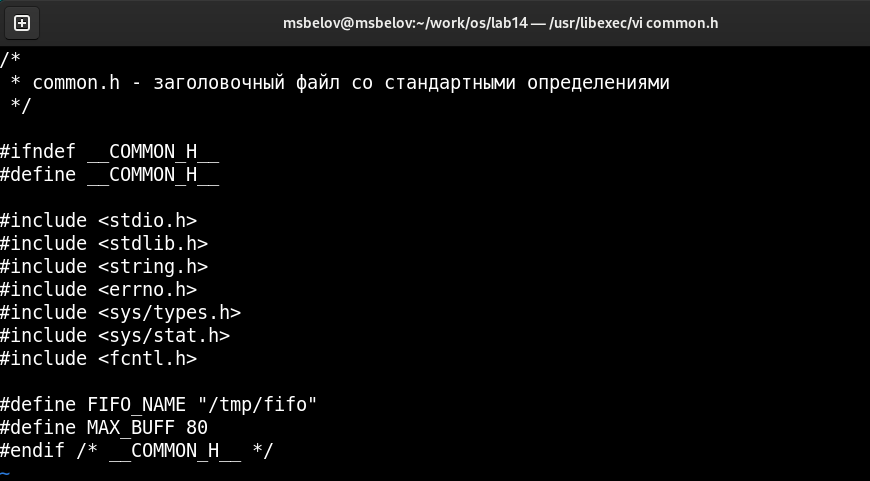 msbelov@msbelov:~/work/os/lab14 — /usr/libexec/vi common.h
/*
 * common.h - заголовочный файл со стандартными определениями
 */
#ifndef __COMMON_H__
#define __COMMON_H__
#include <stdio.h>
#include <stdlib.h>
#include <string.h>
#include <errno.h>
#include <sys/types.h>
#include <sys/stat.h>
#include <fcntl.h>
#define FIFO_NAME "/tmp/fifo"
#define MAX_BUFF 80
#endif /* __COMMON_H__ */
~